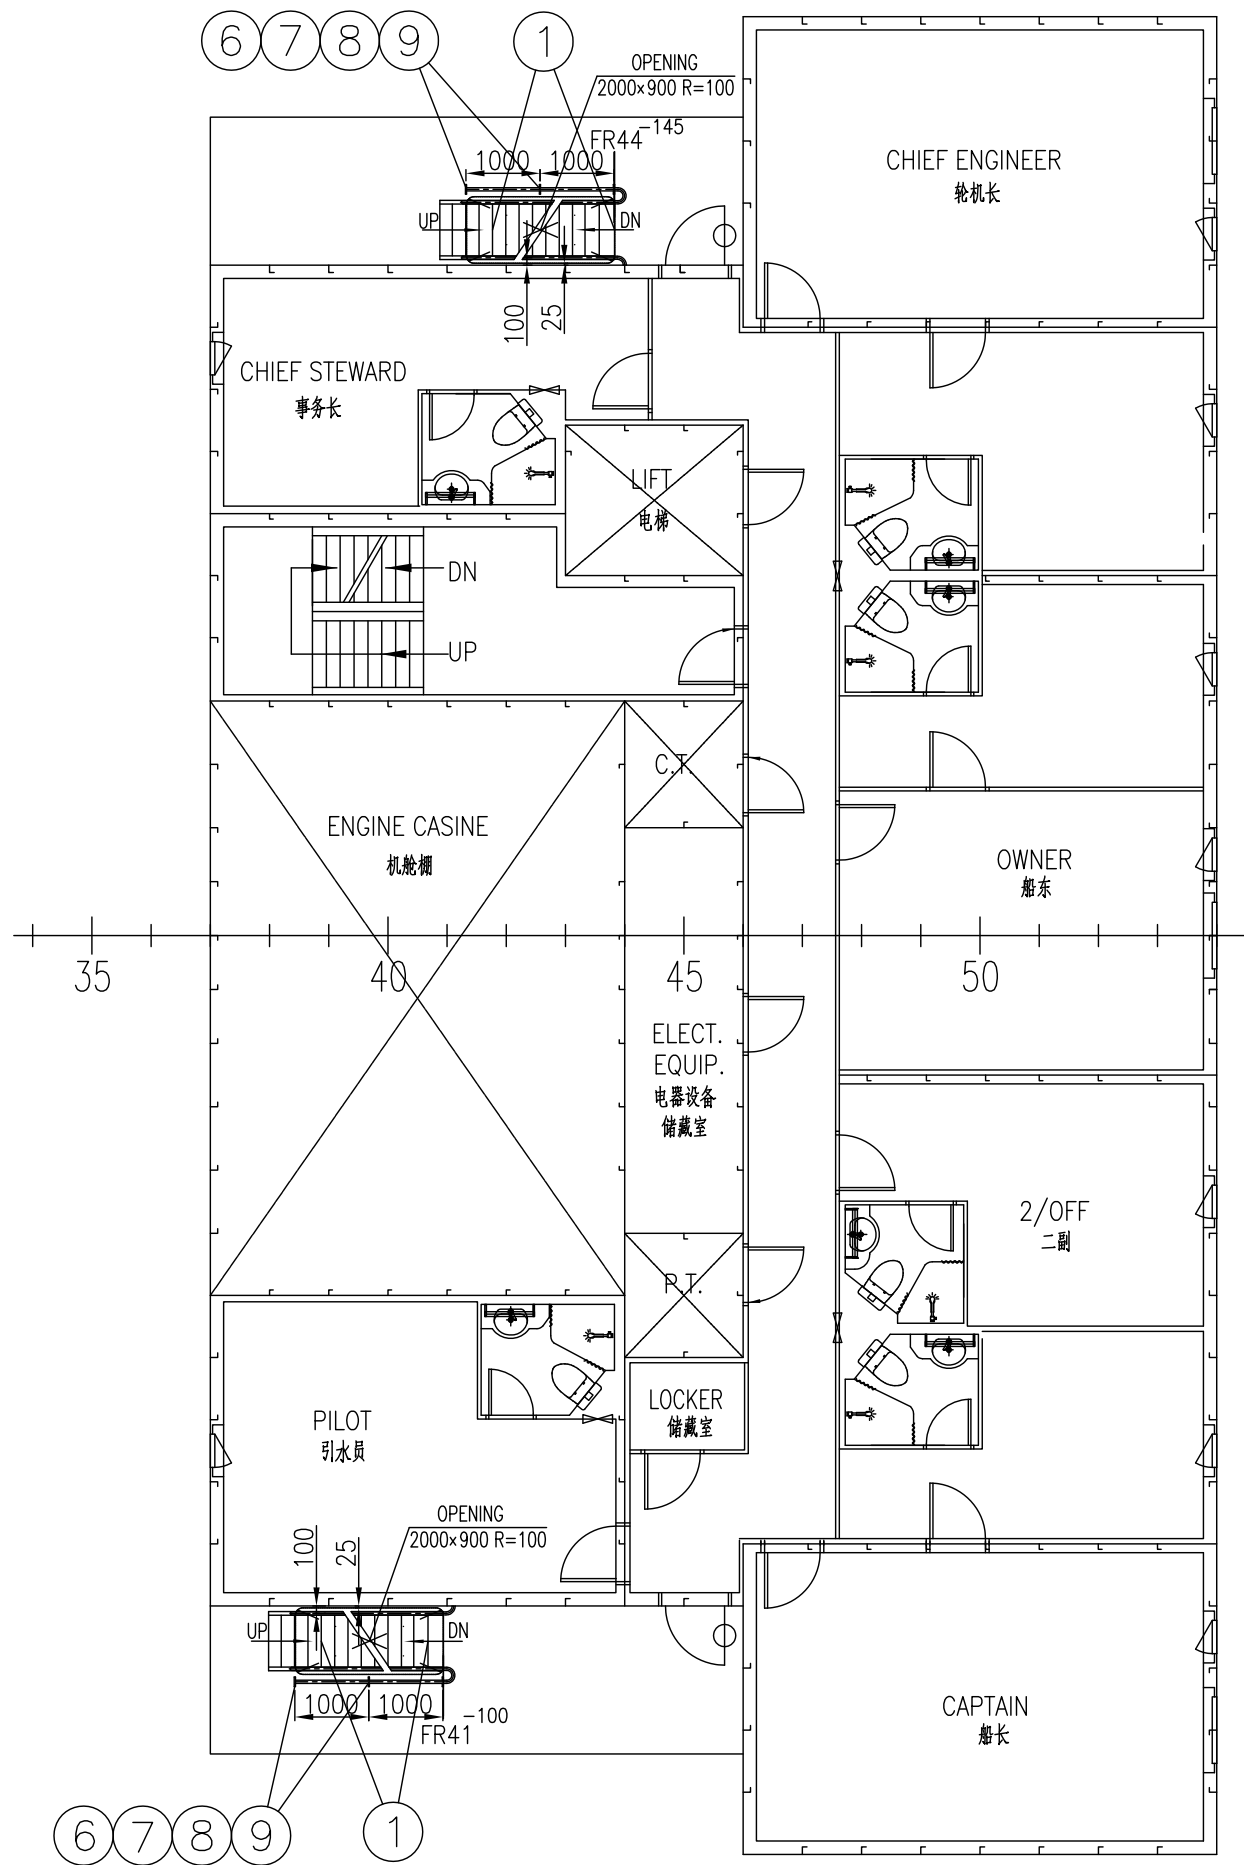 6 7 8 9 1
OPENING
2000×900 R=100
FR44 -145
1000 1000
UP DN
100 25
CHIEF ENGINEER
轮机长
CHIEF STEWARD
事务长
LIFT
电梯
DN
UP
C.T.
ENGINE CASINE
机舱棚
OWNER
船东
35 40 45 50
ELECT.
EQUIP.
电器设备
储藏室
2/OFF
二副
P.T.
LOCKER
储藏室
PILOT
引水员
OPENING
2000×900 R=100
100 25
UP DN
1000 1000
FR41 -100
CAPTAIN
船长
6 7 8 9 1